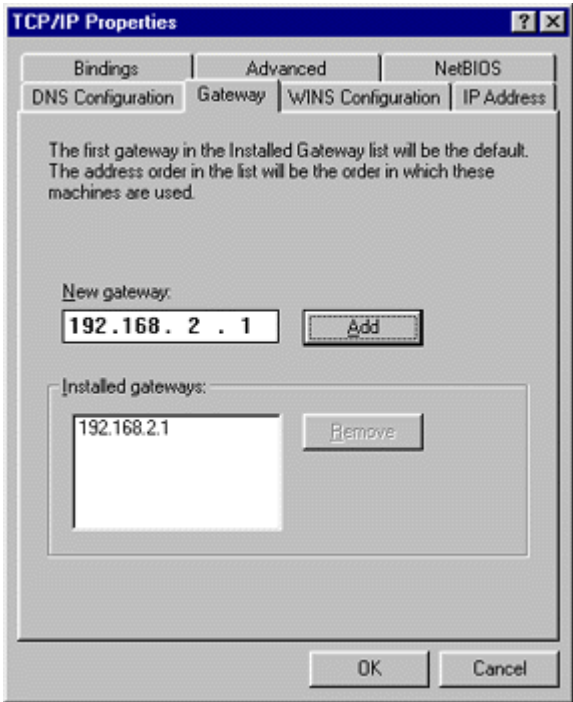 TCP/IP Properties
Bindings Advanced NetBIOS
DNS Configuration Gateway WINS Configuration IP Address
The first gateway in the Installed Gateway list will be the default.
The address order in the list will be the order in which these
machines are used.
New gateway:
192.168. 2 . 1 Add
Installed gateways:
192.168.2.1 Remove
OK Cancel